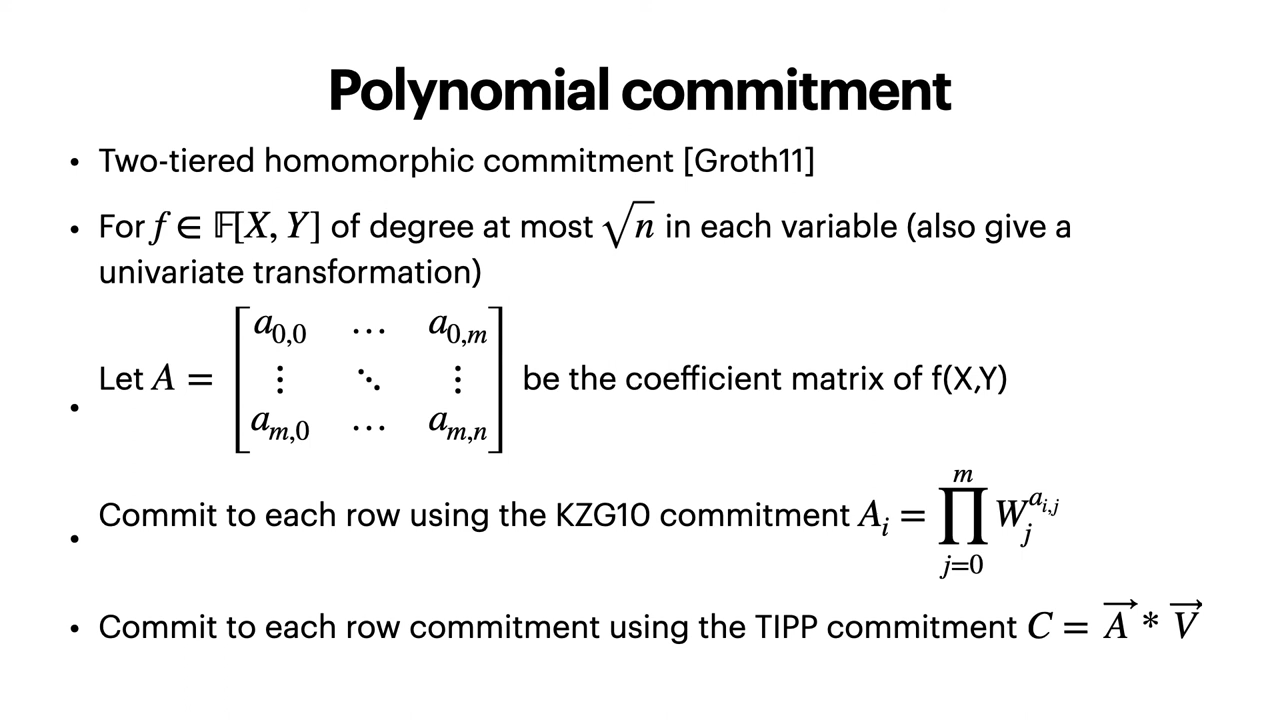 Polynomial commitment
• Two-tiered homomorphic commitment [Groth11]
• For f ∈ 𝔽[X, Y] of degree at most √n in each variable (also give a
univariate transformation)
• Let A = [a_{0,0} … a_{0,m} ⋮ ⋱ ⋮ a_{m,0} … a_{m,n}] be the coefficient matrix of f(X,Y)
• Commit to each row using the KZG10 commitment A_i = ∏_{j=0}^{m} W_j^{a_{i,j}}
• Commit to each row commitment using the TIPP commitment C = \vec{A} * \vec{V}